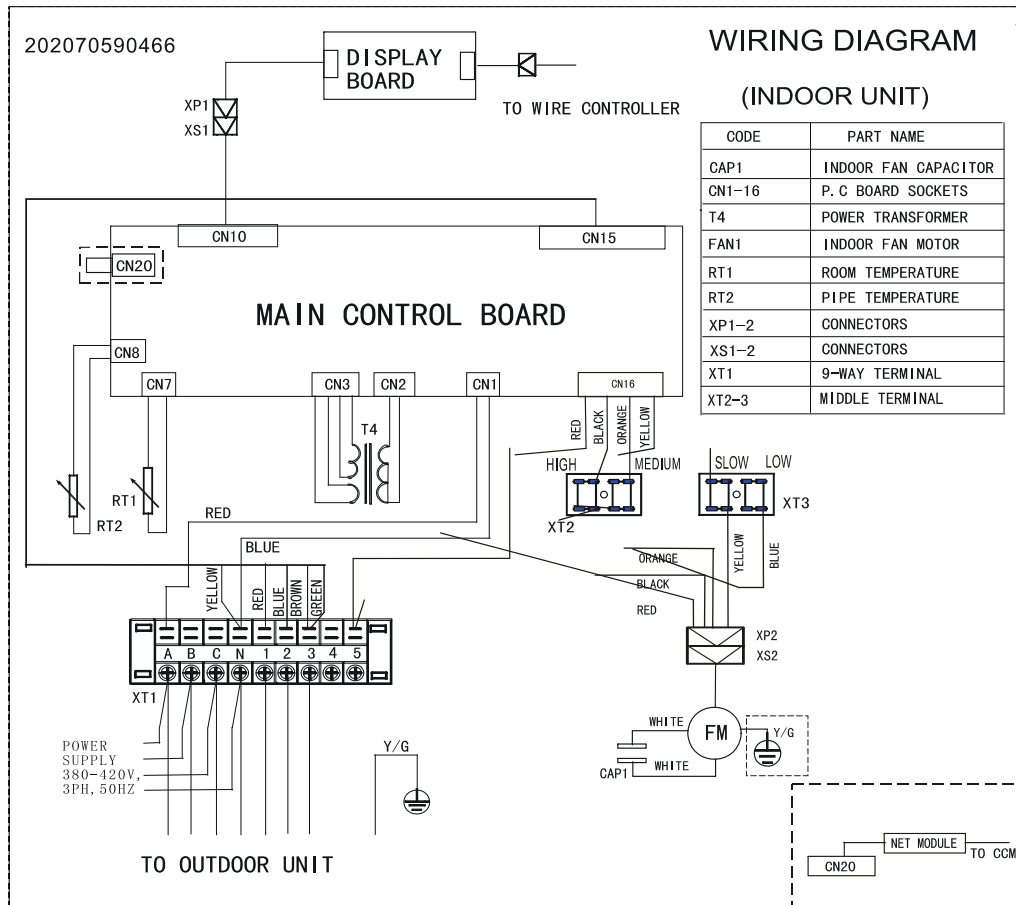 202070590466
DISPLAY
BOARD
WIRING DIAGRAM
(INDOOR UNIT)
XP1
XS1
TO WIRE CONTROLLER
CODE PART NAME
CAP1 INDOOR FAN CAPACITOR
CN1-16 P.C BOARD SOCKETS
T4 POWER TRANSFORMER
FAN1 INDOOR FAN MOTOR
RT1 ROOM TEMPERATURE
RT2 PIPE TEMPERATURE
XP1-2 CONNECTORS
XS1-2 CONNECTORS
XT1 9-WAY TERMINAL
XT2-3 MIDDLE TERMINAL
CN10
CN15
CN20
MAIN CONTROL BOARD
CN8
CN7
CN3
CN2
CN1
CN16
RED
BLACK
ORANGE
YELLOW
T4
HIGH
MEDIUM
SLOW
LOW
RT1
RT2
XT2
XT3
RED
BLUE
YELLOW
RED
BLUE
BROWN
GREEN
YELLOW
BLUE
ORANGE
BLACK
RED
XP2
XS2
A B C N 1 2 3 4 5
XT1
POWER
SUPPLY
380-420V,
3PH, 50HZ
Y/G
WHITE
FM
Y/G
CAP1
WHITE
TO OUTDOOR UNIT
NET MODULE
TO CCM
CN20